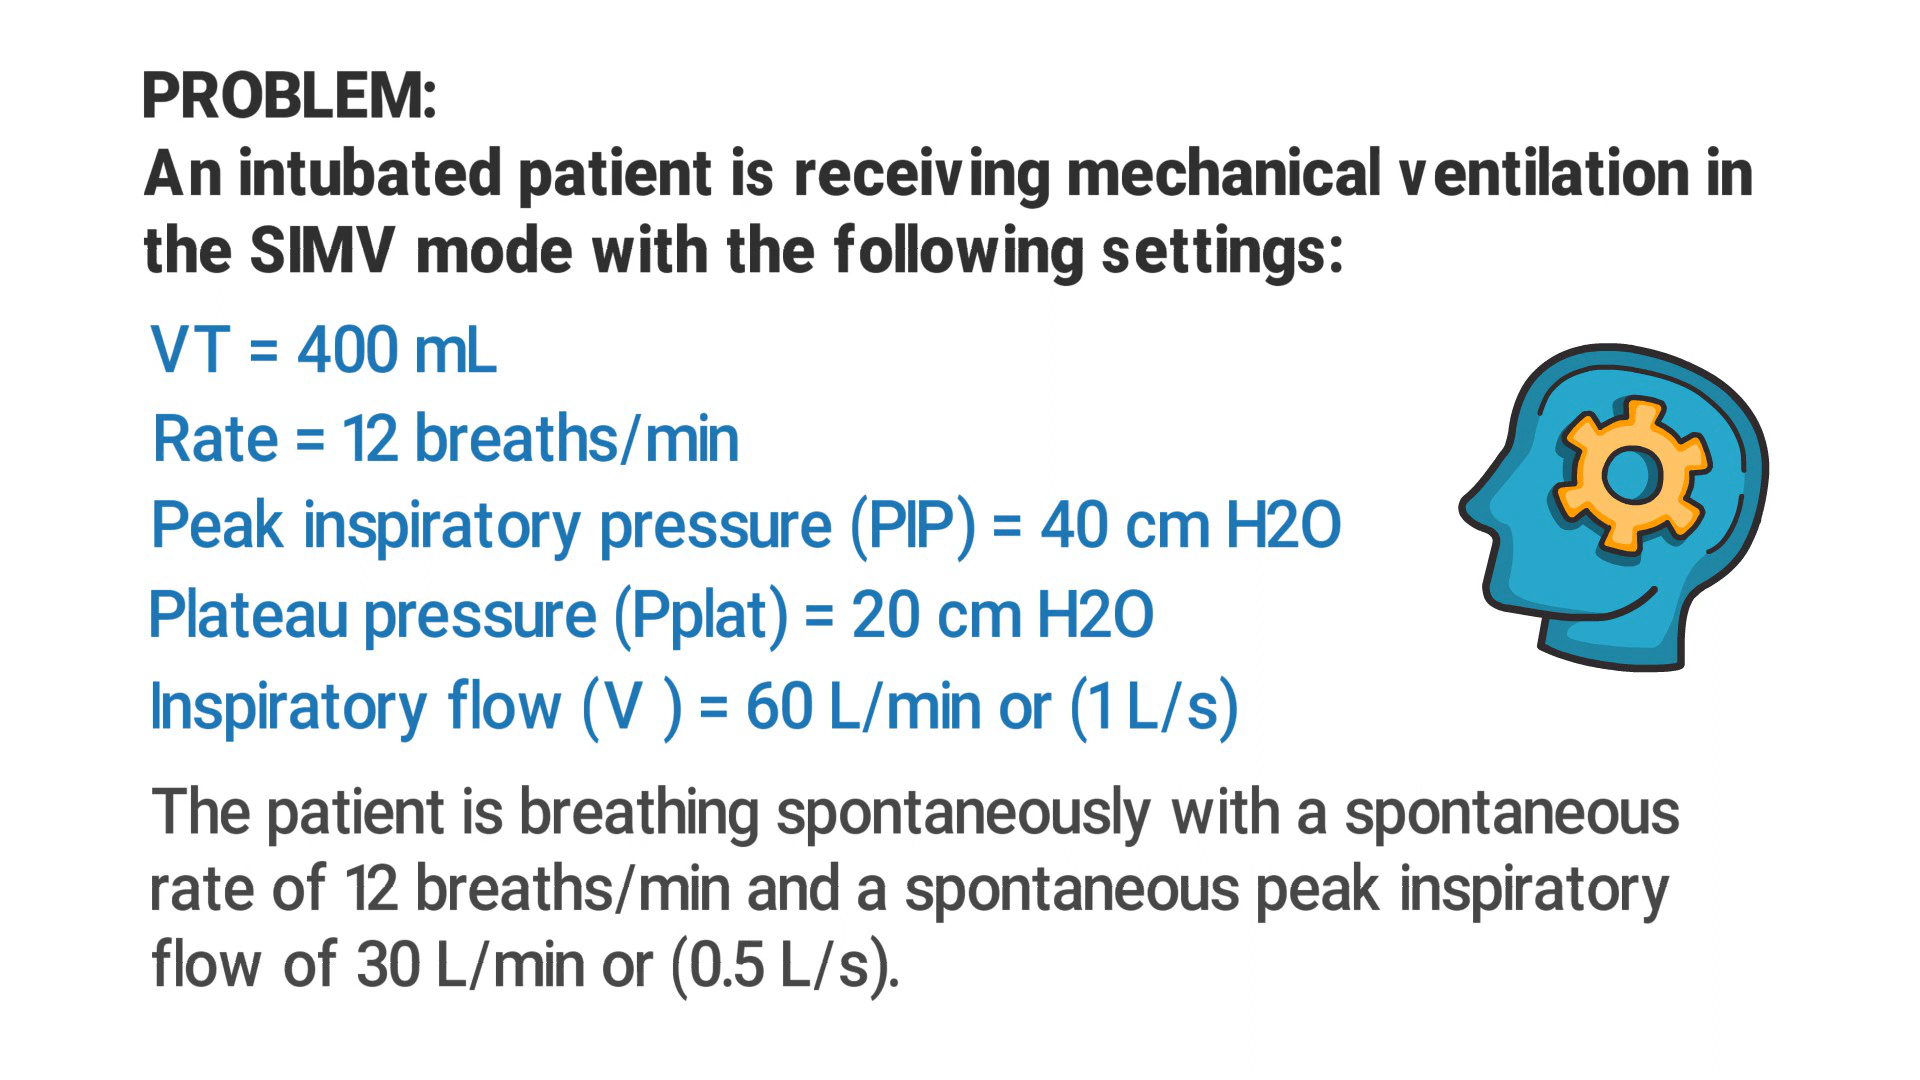 PROBLEM:
An intubated patient is receiving mechanical ventilation in
the SIMV mode with the following settings:
VT = 400 mL
Rate = 12 breaths/min
Peak inspiratory pressure (PIP) = 40 cm H2O
Plateau pressure (Pplat) = 20 cm H2O
Inspiratory flow (V ) = 60 L/min or (1 L/s)
The patient is breathing spontaneously with a spontaneous
rate of 12 breaths/min and a spontaneous peak inspiratory
flow of 30 L/min or (0.5 L/s).